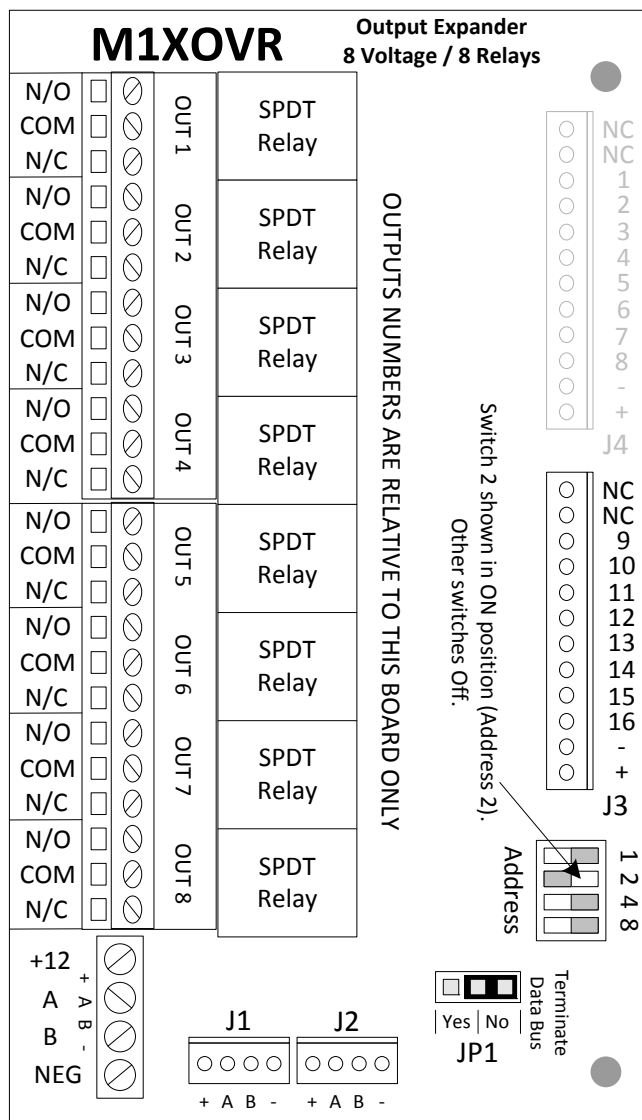 M1XOVR
Output Expander
8 Voltage / 8 Relays
N/O
COM
N/C
OUT 1
SPDT
Relay
N/O
COM
N/C
OUT 2
SPDT
Relay
N/O
COM
N/C
OUT 3
SPDT
Relay
N/O
COM
N/C
OUT 4
SPDT
Relay
N/O
COM
N/C
OUT 5
SPDT
Relay
N/O
COM
N/C
OUT 6
SPDT
Relay
N/O
COM
N/C
OUT 7
SPDT
Relay
N/O
COM
N/C
OUT 8
SPDT
Relay
OUTPUTS NUMBERS ARE RELATIVE TO THIS BOARD ONLY
Switch 2 shown in ON position (Address 2).
Other switches Off.
NC
NC
1
2
3
4
5
6
7
8
-
+
J4
NC
NC
9
10
11
12
13
14
15
16
-
+
J3
Address
1 2 4 8
+12
A
B
NEG
+ A B -
J1
+ A B -
J2
+ A B -
Yes No
JP1
Terminate
Data Bus